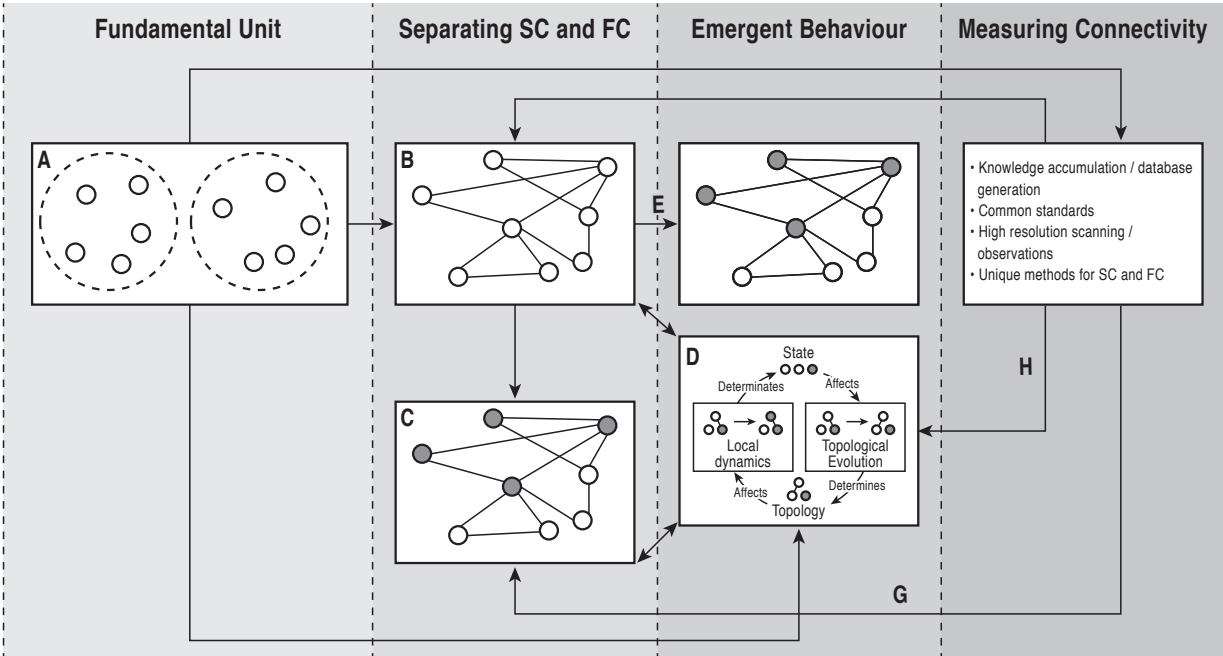 Fundamental Unit
Separating SC and FC
Emergent Behaviour
Measuring Connectivity
A
B
E
• Knowledge accumulation / database
generation
• Common standards
• High resolution scanning /
observations
• Unique methods for SC and FC
C
D
State
Determinates
Affects
Local
dynamics
Topological
Evolution
Affects
Determines
Topology
H
G